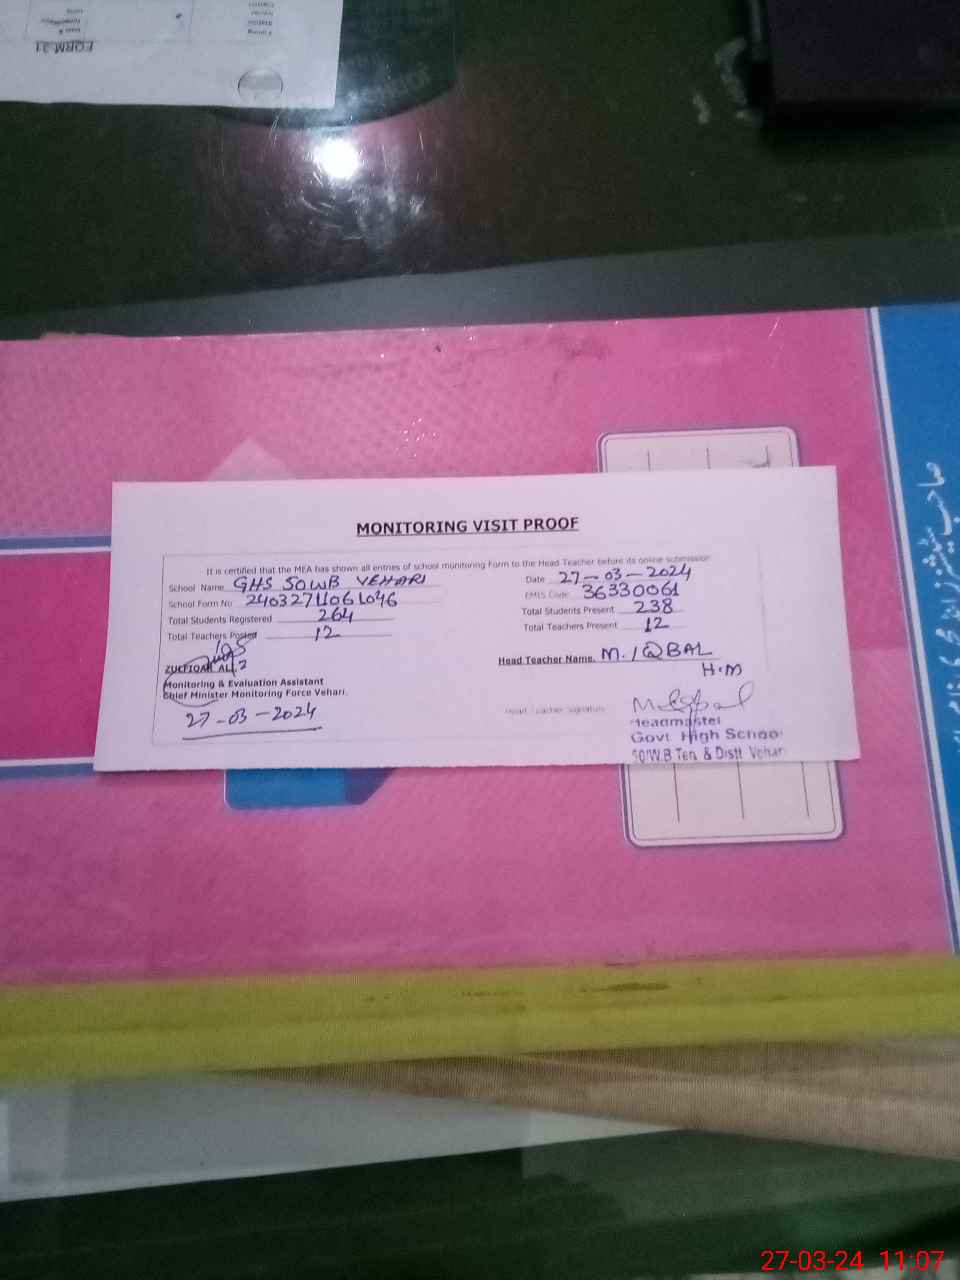 FORM 31
MONITORING VISIT PROOF
It is certified that the MEA has shown all entries of school monitoring Form to the Head Teacher before its online submission
School Name GHS 50WB VEHARI
Date 27-03-2024
School Form No
EMIS Code 36330061
Total Students Registered 264
Total Students Present 238
Total Teachers Posted 12
Total Teachers Present 12
ZULFIQAR ALI
Head Teacher Name. M. IQBAL
H.M
Monitoring & Evaluation Assistant
Chief Minister Monitoring Force Vehari.
27-03-2024
Head Teacher Signature
M. Iqbal
Headmaster
Govt High School
50/W.B Teh & Distt Vehari
صاحب
27-03-24 11:07